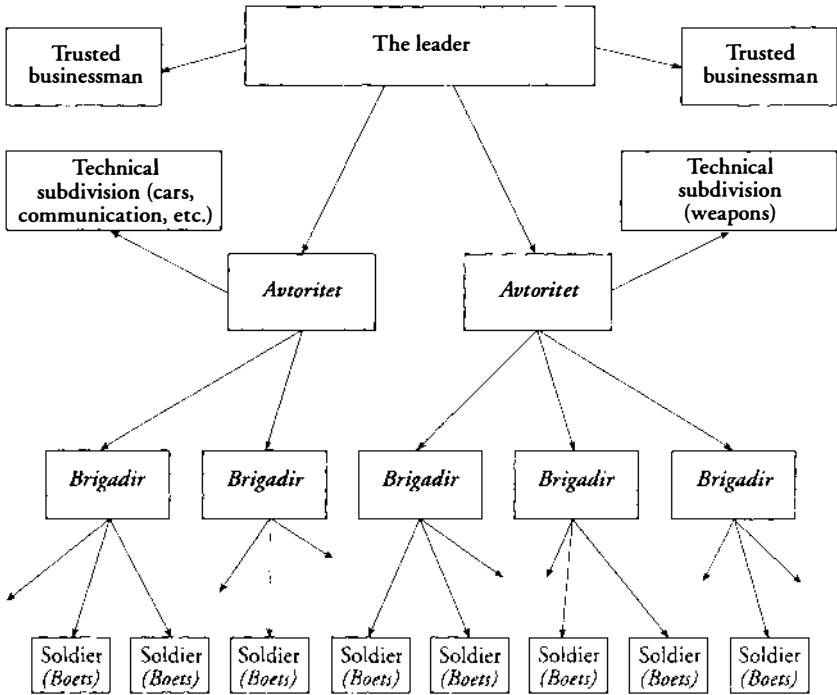 Trusted
businessman
The leader
Trusted
businessman
Technical
subdivision (cars,
communication, etc.)
Technical
subdivision
(weapons)
Avtoritet
Avtoritet
Brigadir
Brigadir
Brigadir
Brigadir
Brigadir
Soldier
(Boets)
Soldier
(Boets)
Soldier
(Boets)
Soldier
(Boets)
Soldier
(Boets)
Soldier
(Boets)
Soldier
(Boets)
Soldier
(Boets)